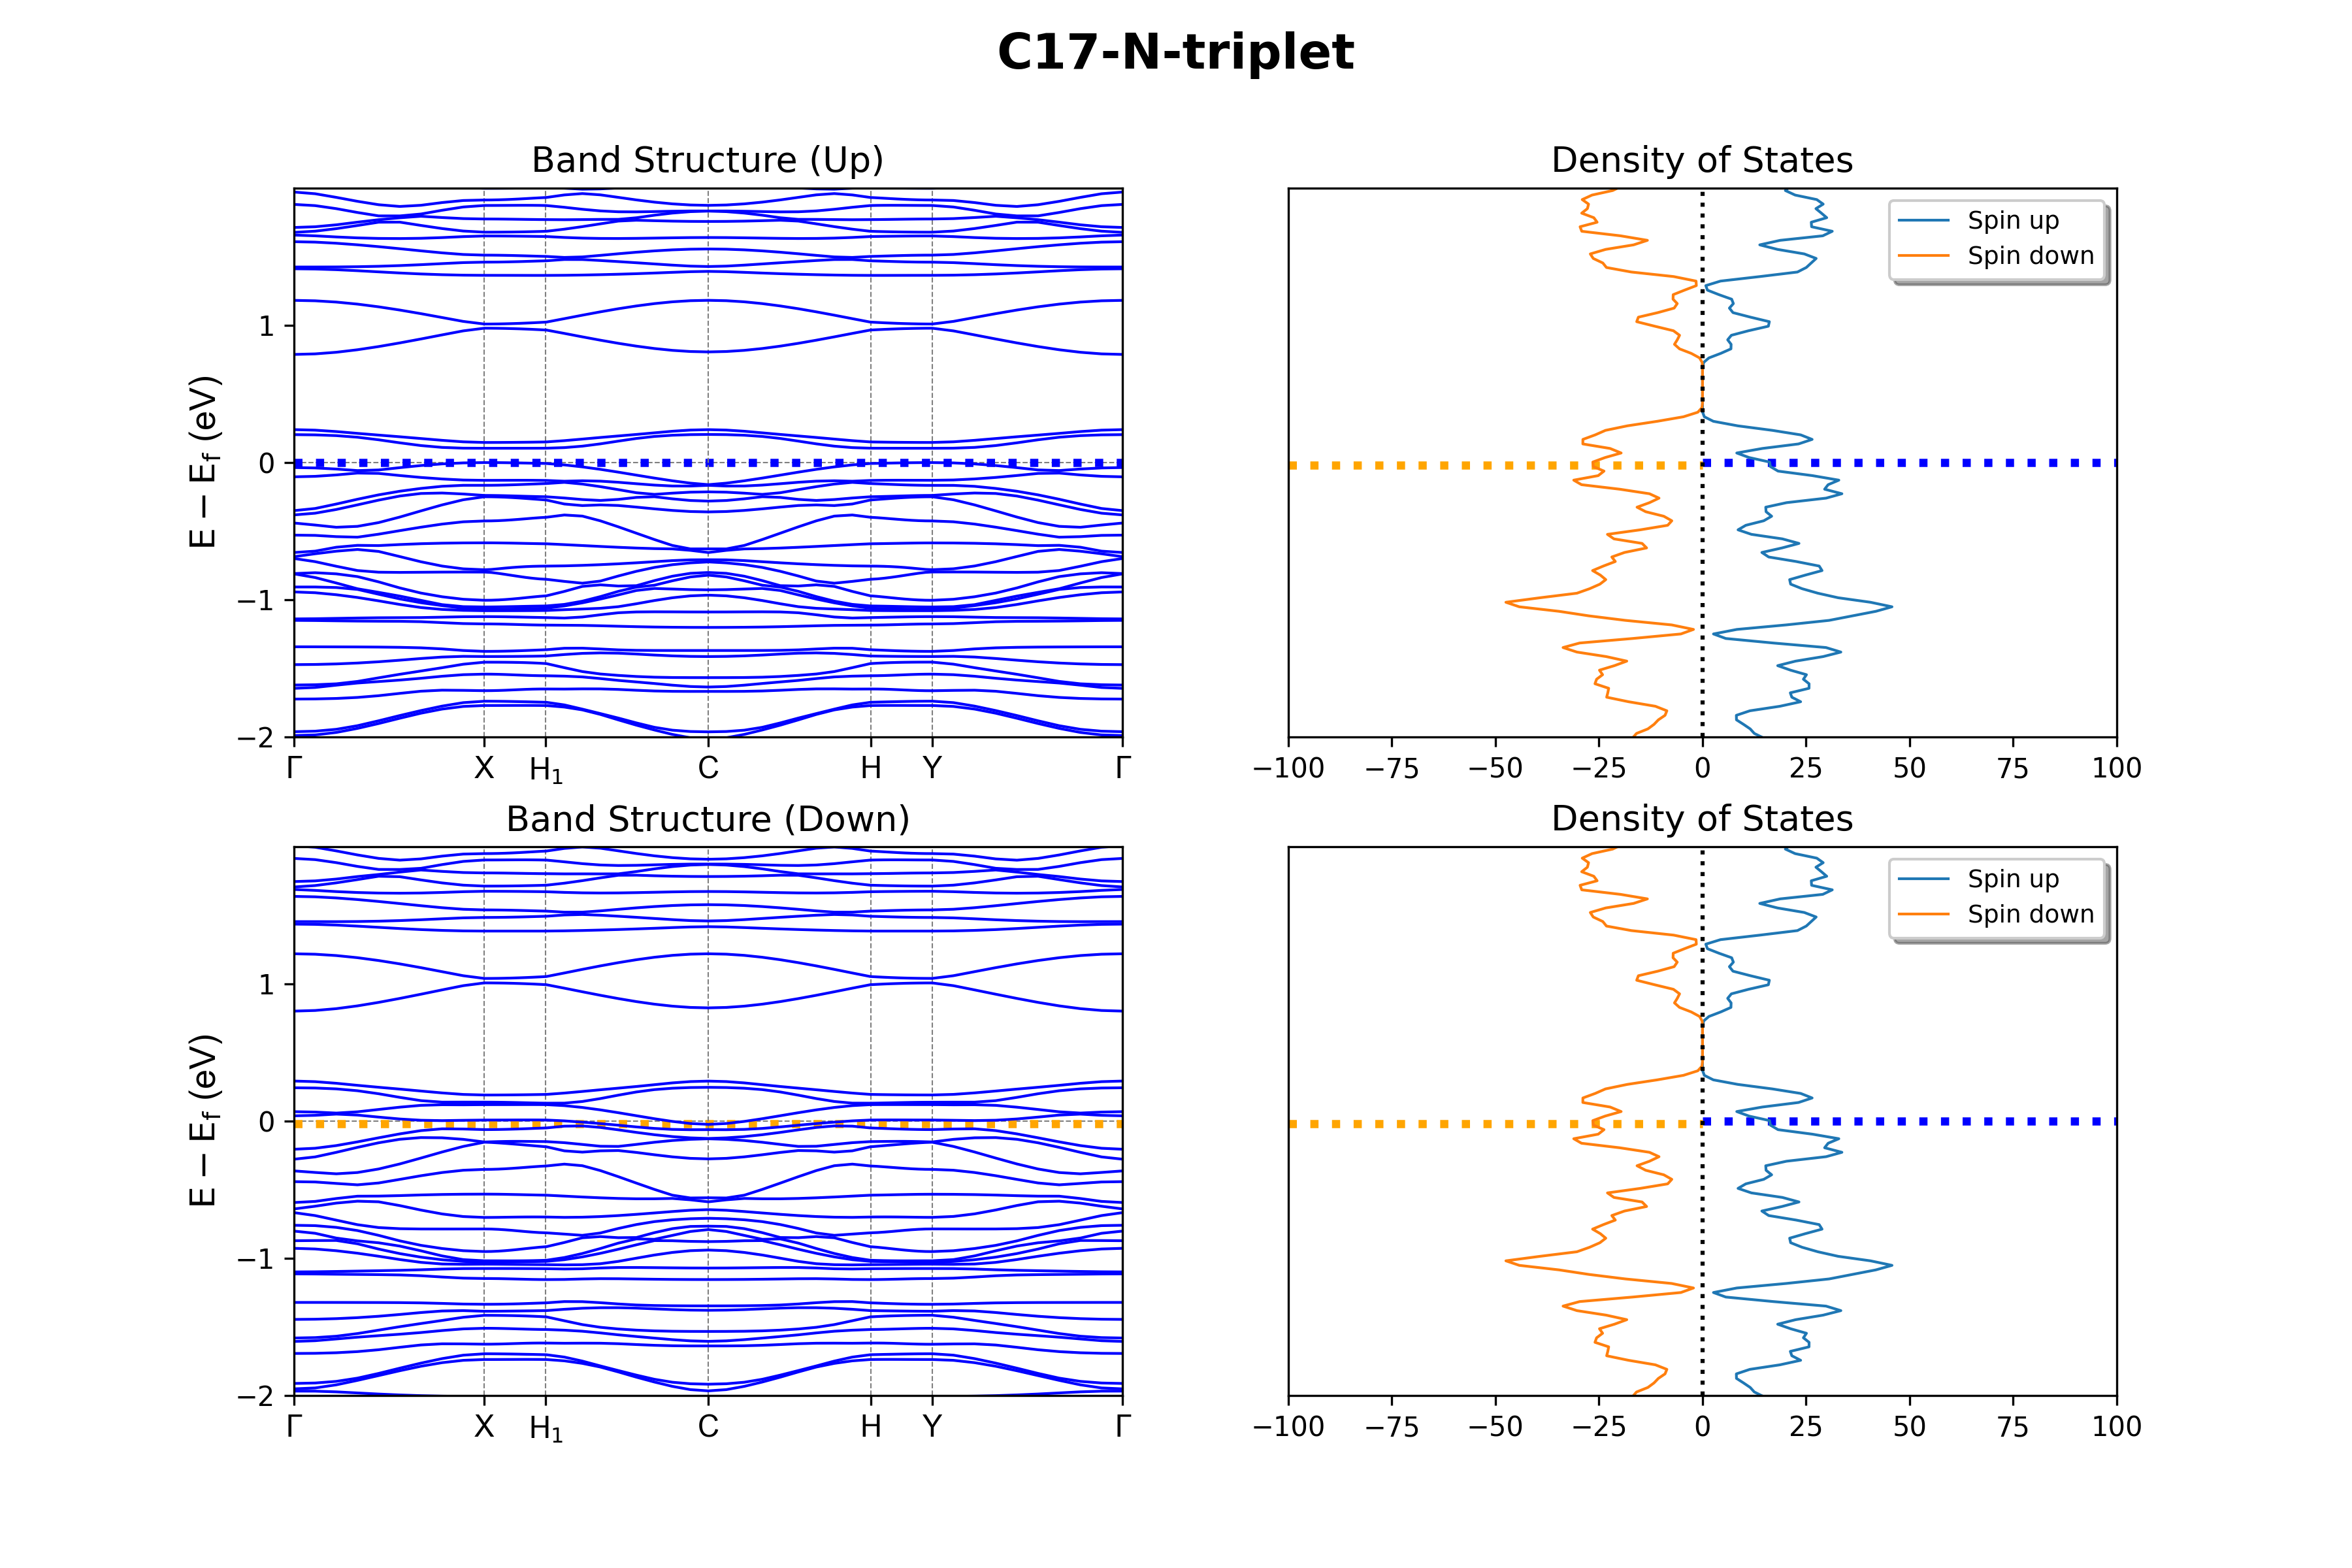 C17-N-triplet
Band Structure (Up)
Density of States
E − E_f (eV)
1
0
−1
−2
Γ X H₁ C H Y Γ
Spin up
Spin down
−100 −75 −50 −25 0 25 50 75 100
Band Structure (Down)
Density of States
E − E_f (eV)
1
0
−1
−2
Γ X H₁ C H Y Γ
Spin up
Spin down
−100 −75 −50 −25 0 25 50 75 100